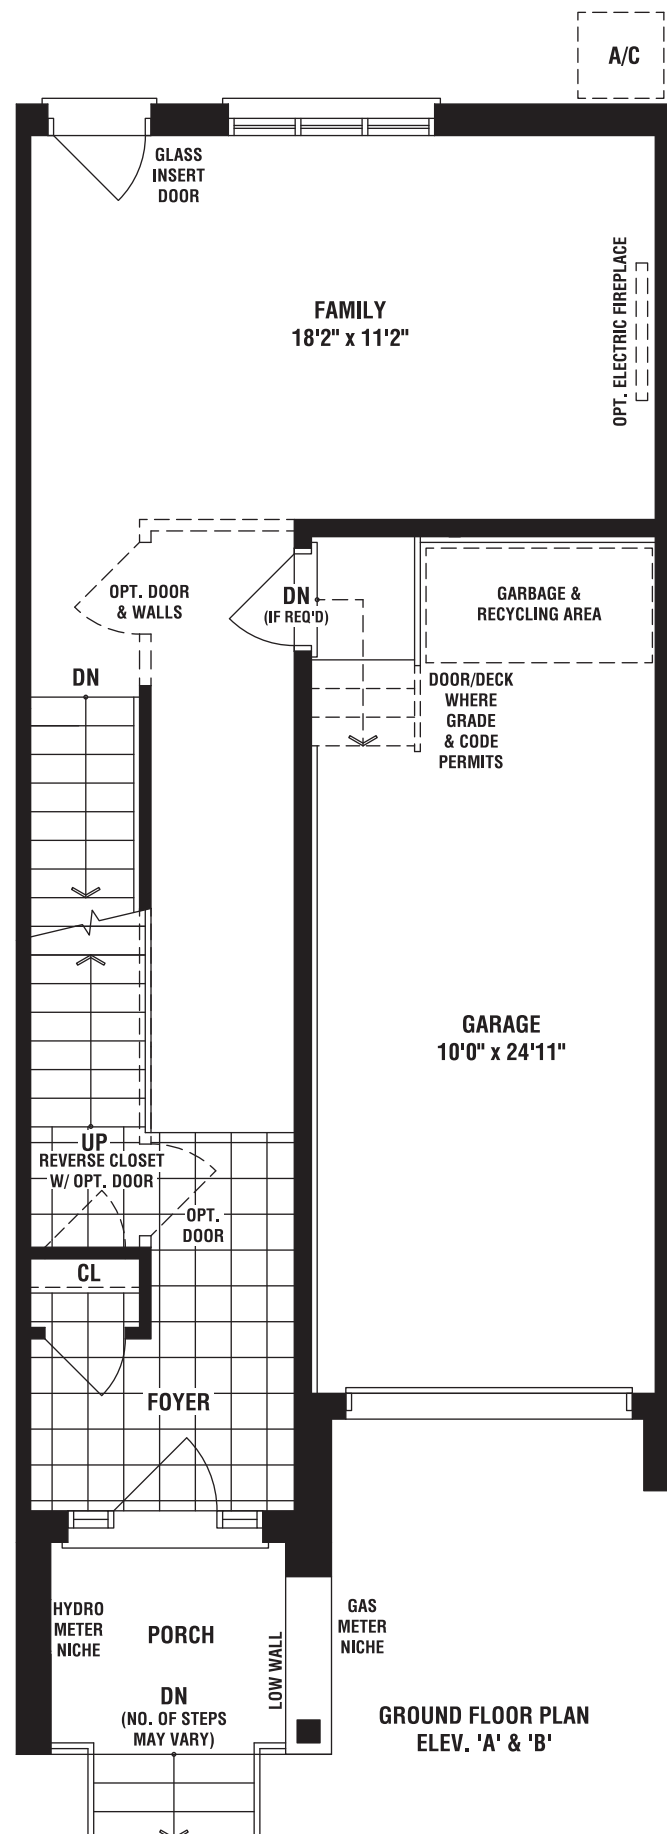 A/C
GLASS
INSERT
DOOR
FAMILY
18'2" x 11'2"
OPT. ELECTRIC FIREPLACE
OPT. DOOR
& WALLS
DN
(IF REQ'D)
GARBAGE &
RECYCLING AREA
DN
DOOR/DECK
WHERE
GRADE
& CODE
PERMITS
GARAGE
10'0" x 24'11"
UP
REVERSE CLOSET
W/ OPT. DOOR
OPT.
DOOR
CL
FOYER
HYDRO
METER
NICHE
PORCH
LOW WALL
GAS
METER
NICHE
DN
(NO. OF STEPS
MAY VARY)
GROUND FLOOR PLAN
ELEV. 'A' & 'B'